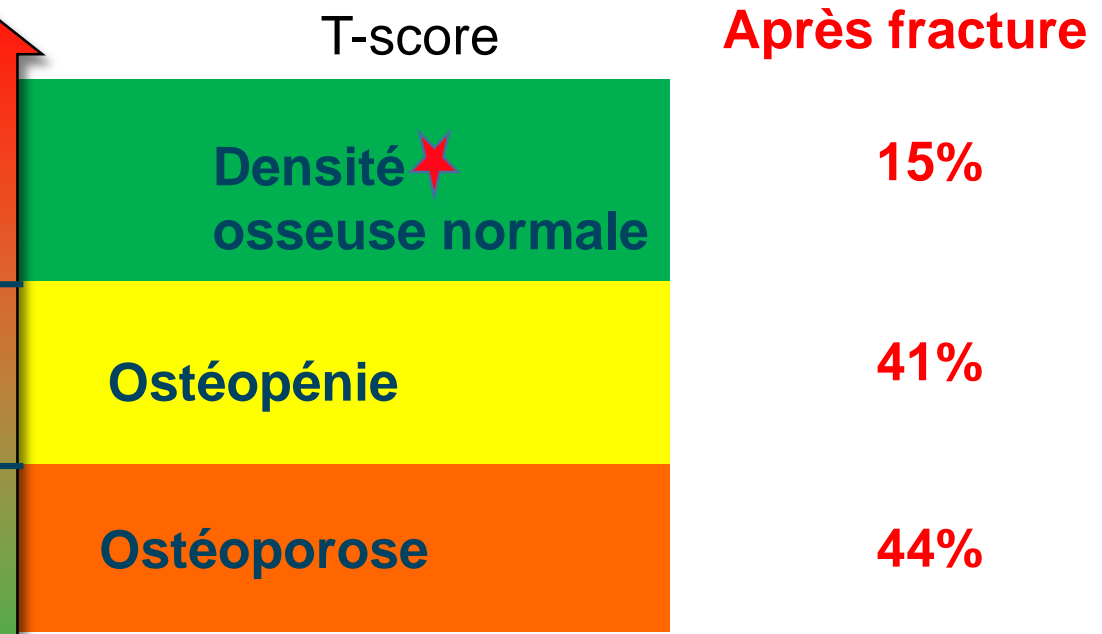 T-score Après fracture
Densité 15%
osseuse normale
Ostéopénie 41%
Ostéoporose 44%